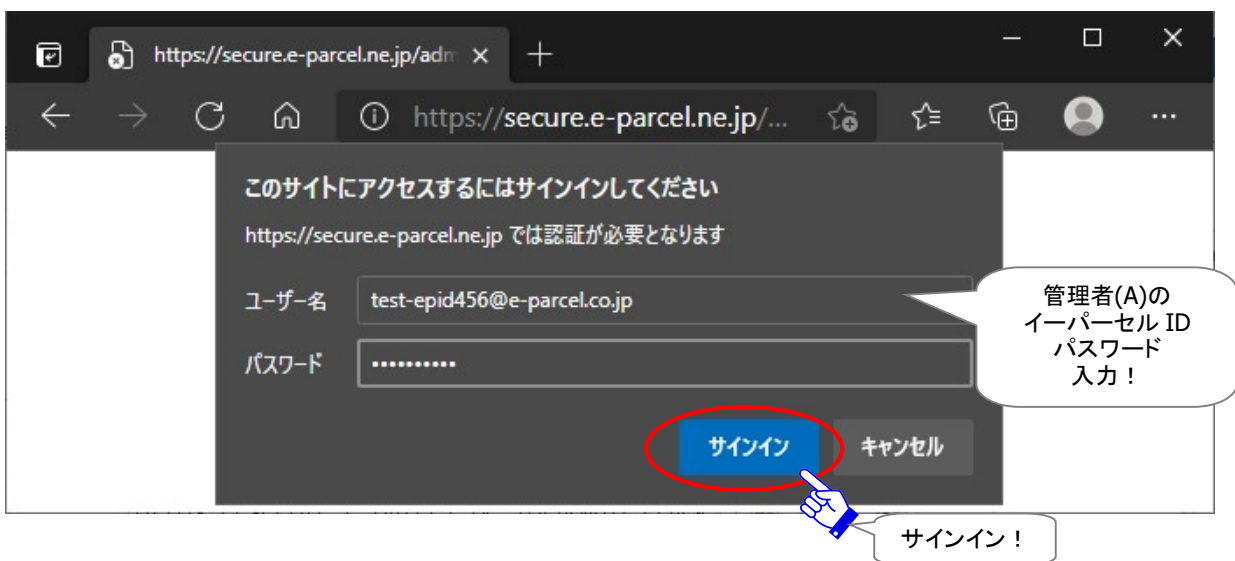 https://secure.e-parcel.ne.jp/adm
https://secure.e-parcel.ne.jp/...
このサイトにアクセスするにはサインインしてください
https://secure.e-parcel.ne.jp では認証が必要となります
ユーザー名 test-epid456@e-parcel.co.jp
パスワード ••••••••••
管理者(A)の
イーパーセル ID
パスワード
入力！
サインイン キャンセル
サインイン！